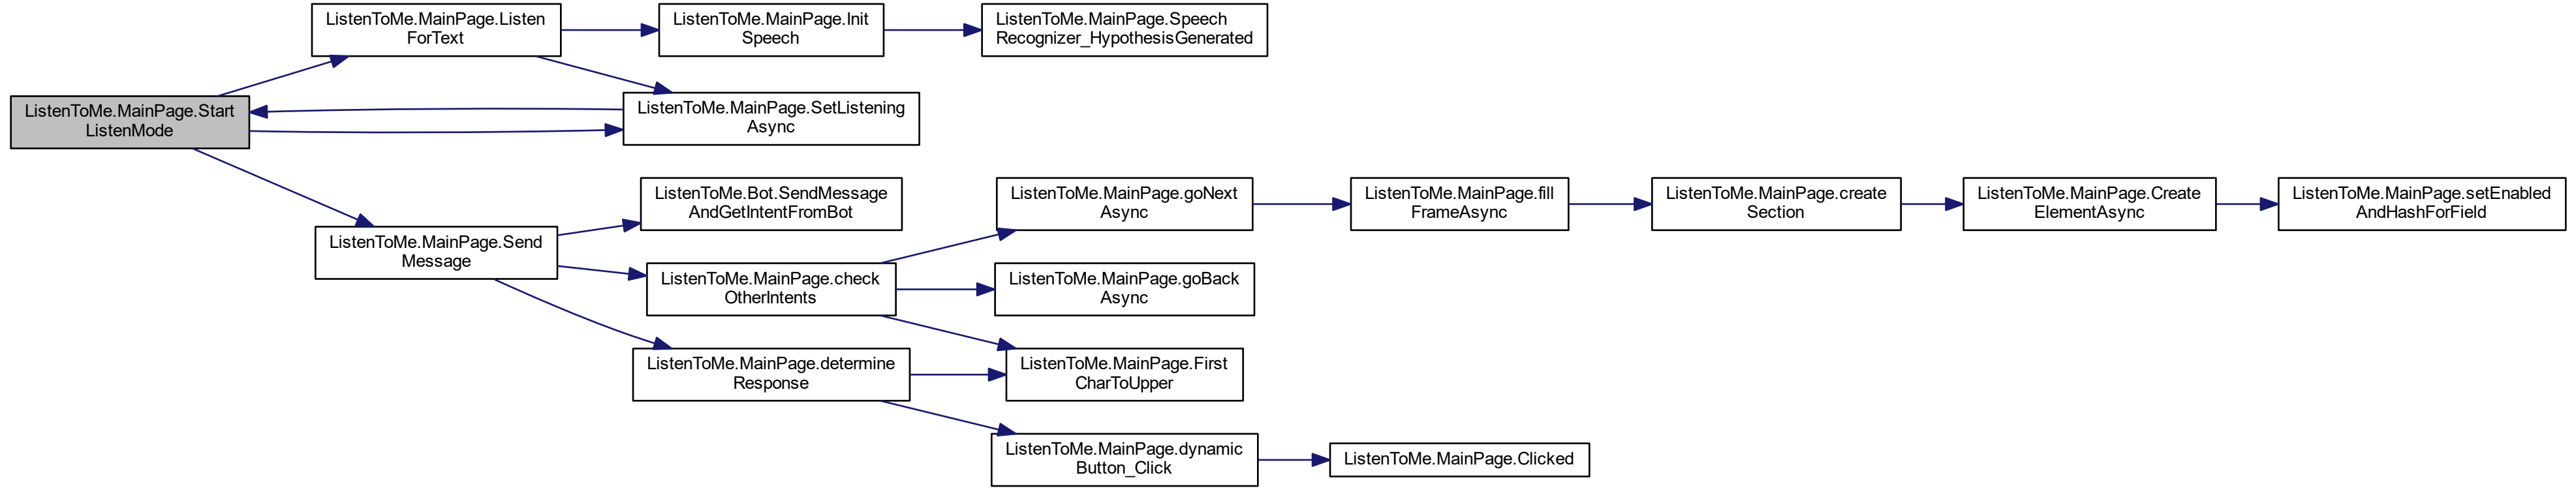 ListenToMe.MainPage.Start
ListenMode
ListenToMe.MainPage.Listen
ForText
ListenToMe.MainPage.Init
Speech
ListenToMe.MainPage.Speech
Recognizer_HypothesisGenerated
ListenToMe.MainPage.SetListening
Async
ListenToMe.MainPage.Send
Message
ListenToMe.Bot.SendMessage
AndGetIntentFromBot
ListenToMe.MainPage.check
OtherIntents
ListenToMe.MainPage.goNext
Async
ListenToMe.MainPage.fill
FrameAsync
ListenToMe.MainPage.create
Section
ListenToMe.MainPage.Create
ElementAsync
ListenToMe.MainPage.setEnabled
AndHashForField
ListenToMe.MainPage.goBack
Async
ListenToMe.MainPage.First
CharToUpper
ListenToMe.MainPage.determine
Response
ListenToMe.MainPage.dynamic
Button_Click
ListenToMe.MainPage.Clicked